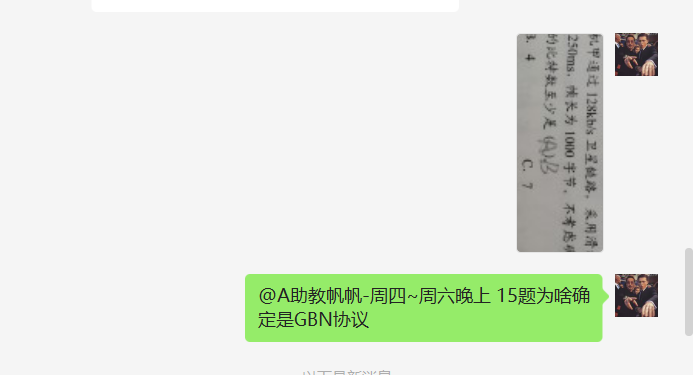 机甲通过 128kb/s 卫星链路，采用滑
250ms，帧长为 1000 字节，不考虑
的比特数至少是
B. 4 C. 7
@A助教帆帆-周四~周六晚上 15题为啥确
定是GBN协议
以下是新消息